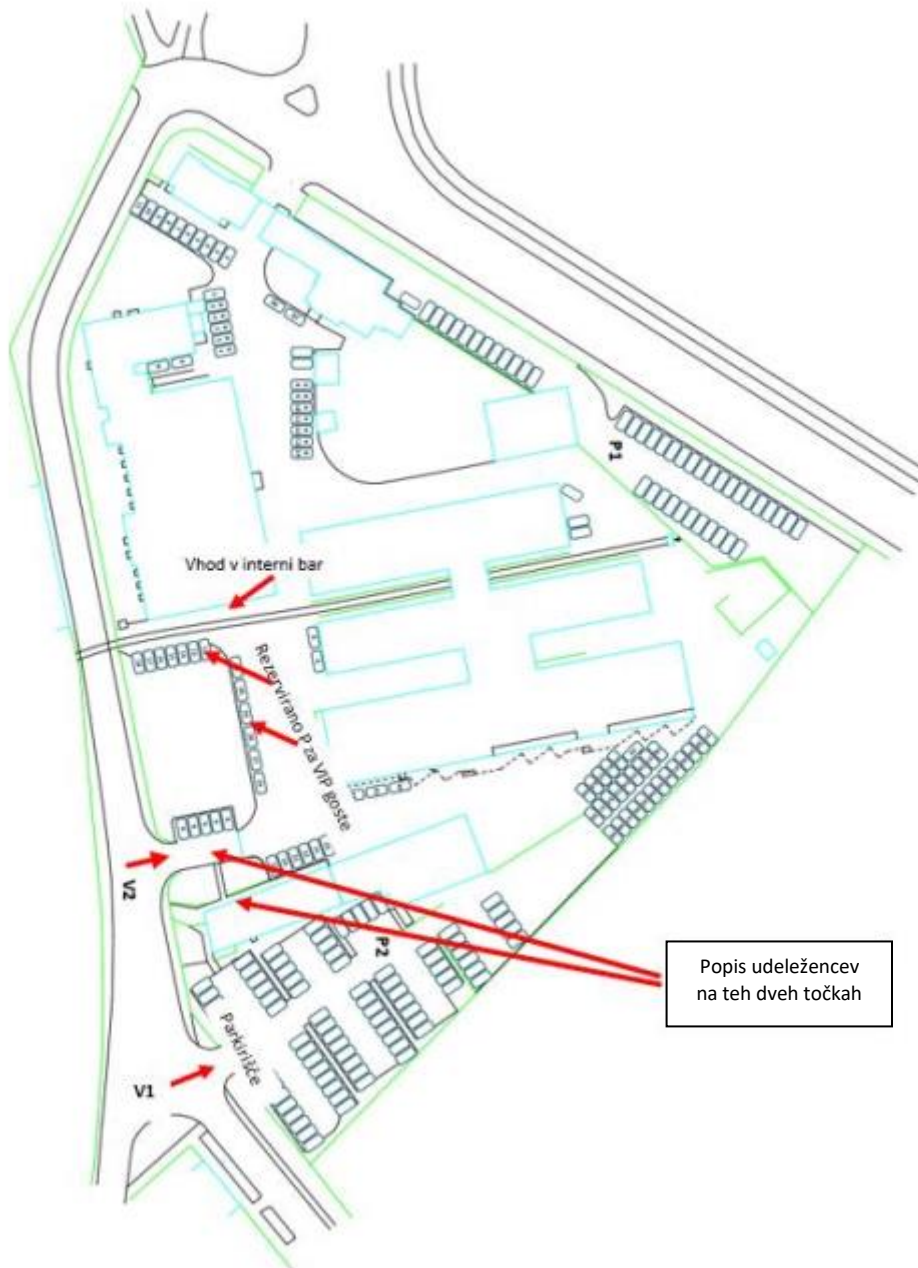 P1
Vhod v interni bar
Rezervirano P za VIP goste
V2
P2
Popis udeležencev
na teh dveh točkah
Parkirišče
V1